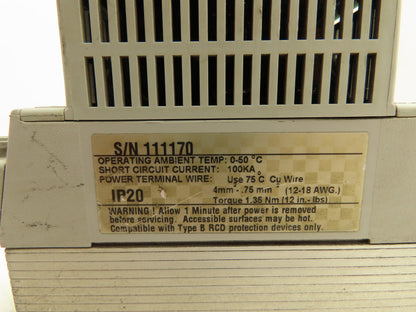 S/N 111170
OPERATING AMBIENT TEMP: 0-50 °C
SHORT CIRCUIT CURRENT: 100KA
POWER TERMINAL WIRE: Use 75°C Cu Wire
4mm²-.75 mm² (12-18 AWG.)
IP20 Torque 1.35 Nm (12 in.- lbs)
WARNING ! Allow 1 Minute after power is removed
before servicing. Accessible surfaces may be hot.
Compatible with Type B RCD protection devices only.